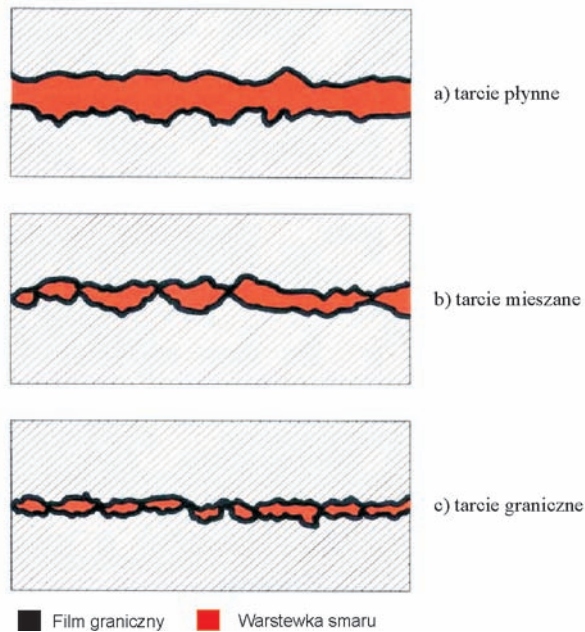 a) tarcie płynne
b) tarcie mieszane
c) tarcie graniczne
Film graniczny
Warstewka smaru